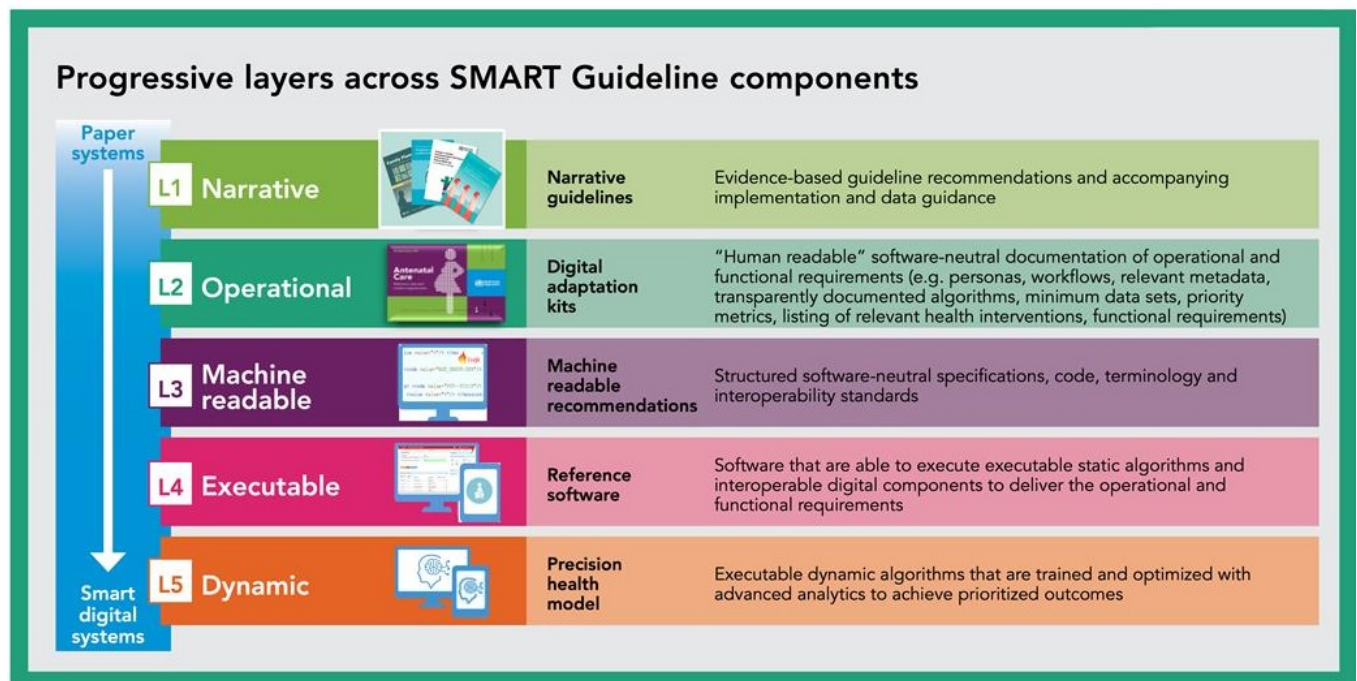 Progressive layers across SMART Guideline components
Paper
systems
L1 Narrative
Family Plan
Narrative
guidelines
Evidence-based guideline recommendations and accompanying
implementation and data guidance
L2 Operational
Antenatal
Care
Digital
adaptation
kits
“Human readable” software-neutral documentation of operational and
functional requirements (e.g. personas, workflows, relevant metadata,
transparently documented algorithms, minimum data sets, priority
metrics, listing of relevant health interventions, functional requirements)
L3 Machine
readable
Machine
readable
recommendations
Structured software-neutral specifications, code, terminology and
interoperability standards
L4 Executable
Reference
software
Software that are able to execute executable static algorithms and
interoperable digital components to deliver the operational and
functional requirements
L5 Dynamic
Precision
health
model
Executable dynamic algorithms that are trained and optimized with
advanced analytics to achieve prioritized outcomes
Smart
digital
systems